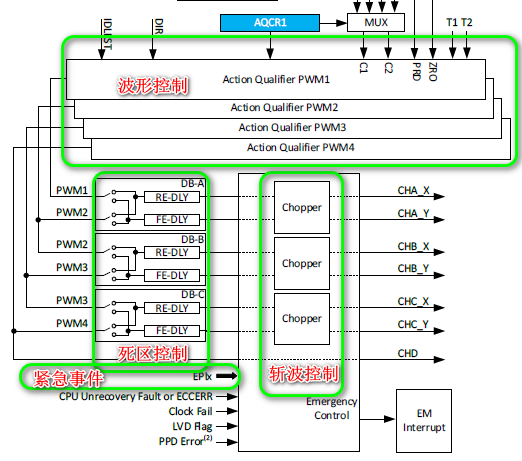 IDLIST
DIR
AQCR1
MUX
T1 T2
C1
C2
PRD
ZRO
波形控制
Action Qualifier PWM1
Action Qualifier PWM2
Action Qualifier PWM3
Action Qualifier PWM4
DB-A
PWM1
RE-DLY
Chopper
CHA_X
PWM2
FE-DLY
CHA_Y
DB-B
PWM2
RE-DLY
Chopper
CHB_X
PWM3
FE-DLY
CHB_Y
DB-C
PWM3
RE-DLY
Chopper
CHC_X
PWM4
FE-DLY
CHC_Y
死区控制
CHD
紧急事件
EPIx
斩波控制
CPU Unrecovery Fault or ECCERR
Clock Fail
LVD Flag
PPD Error(2)
Emergency
Control
EM
Interrupt